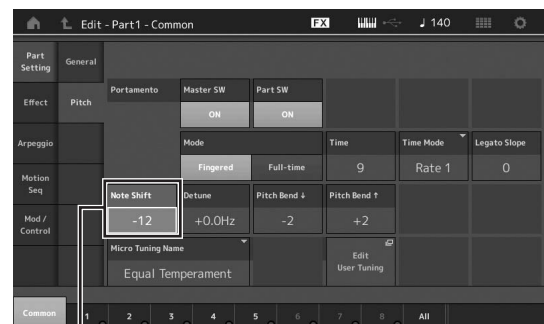 Edit - Part1 - Common FX ♩ 140
Part Setting General
Portamento Master SW Part SW
ON ON
Effect Pitch
Arpeggio Mode Time Time Mode Legato Slope
Fingered Full-time 9 Rate 1 0
Motion Seq
Note Shift Detune Pitch Bend ↓ Pitch Bend ↑
-12 +0.0Hz -2 +2
Mod / Control
Micro Tuning Name Edit User Tuning
Equal Temperament
Common 1 2 3 4 5 6 7 8 All